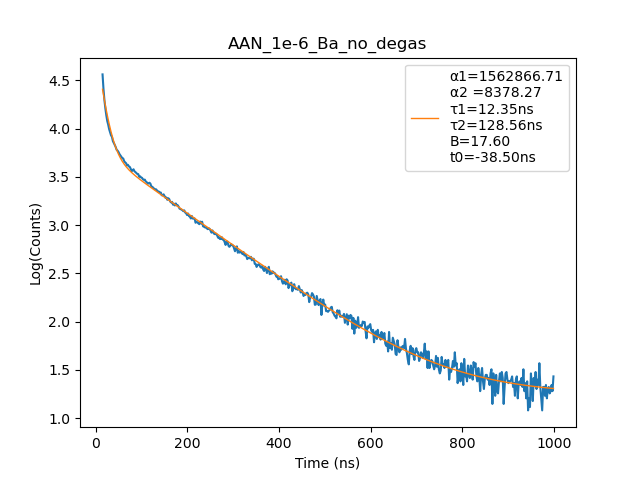 AAN_1e-6_Ba_no_degas
α1=1562866.71
α2 =8378.27
τ1=12.35ns
τ2=128.56ns
B=17.60
t0=-38.50ns
Log(Counts)
4.5
4.0
3.5
3.0
2.5
2.0
1.5
1.0
0
200
400
600
800
1000
Time (ns)